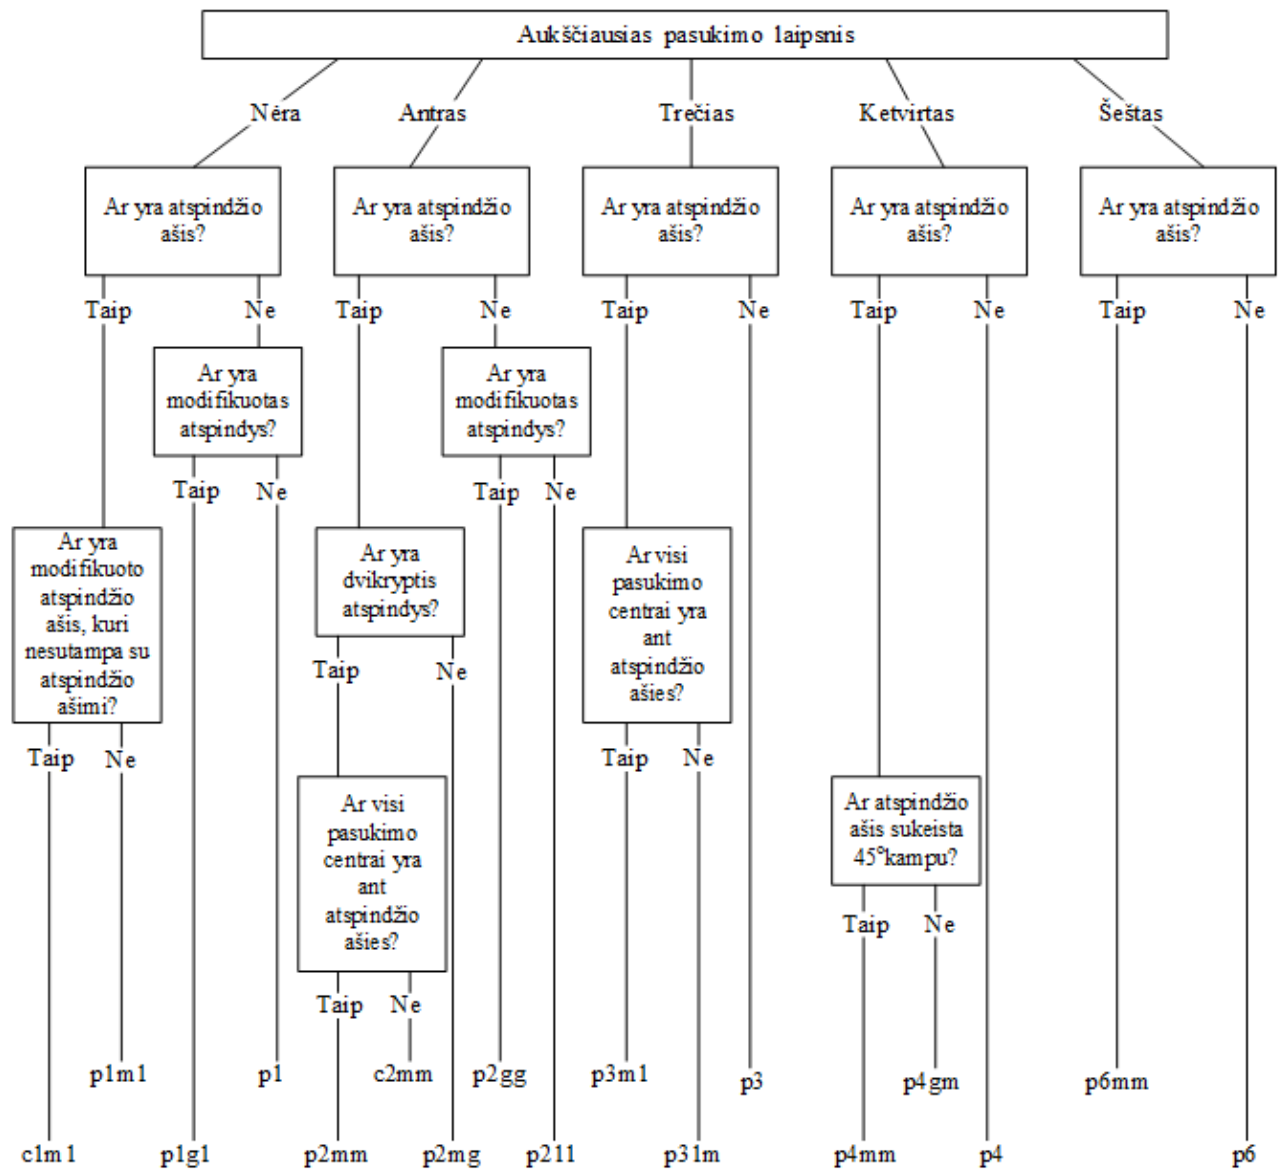 Aukščiausias pasukimo laipsnis
Nėra
Antras
Trečias
Ketvirtas
Šeštas
Ar yra atspindžio
ašis?
Ar yra atspindžio
ašis?
Ar yra atspindžio
ašis?
Ar yra atspindžio
ašis?
Ar yra atspindžio
ašis?
Taip
Ne
Taip
Ne
Taip
Ne
Taip
Ne
Taip
Ne
Ar yra
modifikuotas
atspindys?
Ar yra
modifikuotas
atspindys?
Taip
Ne
Taip
Ne
Ar yra
modifikuoto
atspindžio
ašis, kuri
nesutampa su
atspindžio
ašimi?
Ar yra
dvikryptis
atspindys?
Ar visi
pasukimo
centrai yra
ant
atspindžio
ašies?
Taip
Ne
Taip
Ne
Taip
Ne
Ar visi
pasukimo
centrai yra
ant
atspindžio
ašies?
Ar atspindžio
ašis sukeista
45°kampu?
Taip
Ne
Taip
Ne
p1m1
p1
c2mm
p2gg
p3m1
p3
p4gm
p6mm
c1m1
p1g1
p2mm
p2mg
p211
p31m
p4mm
p4
p6